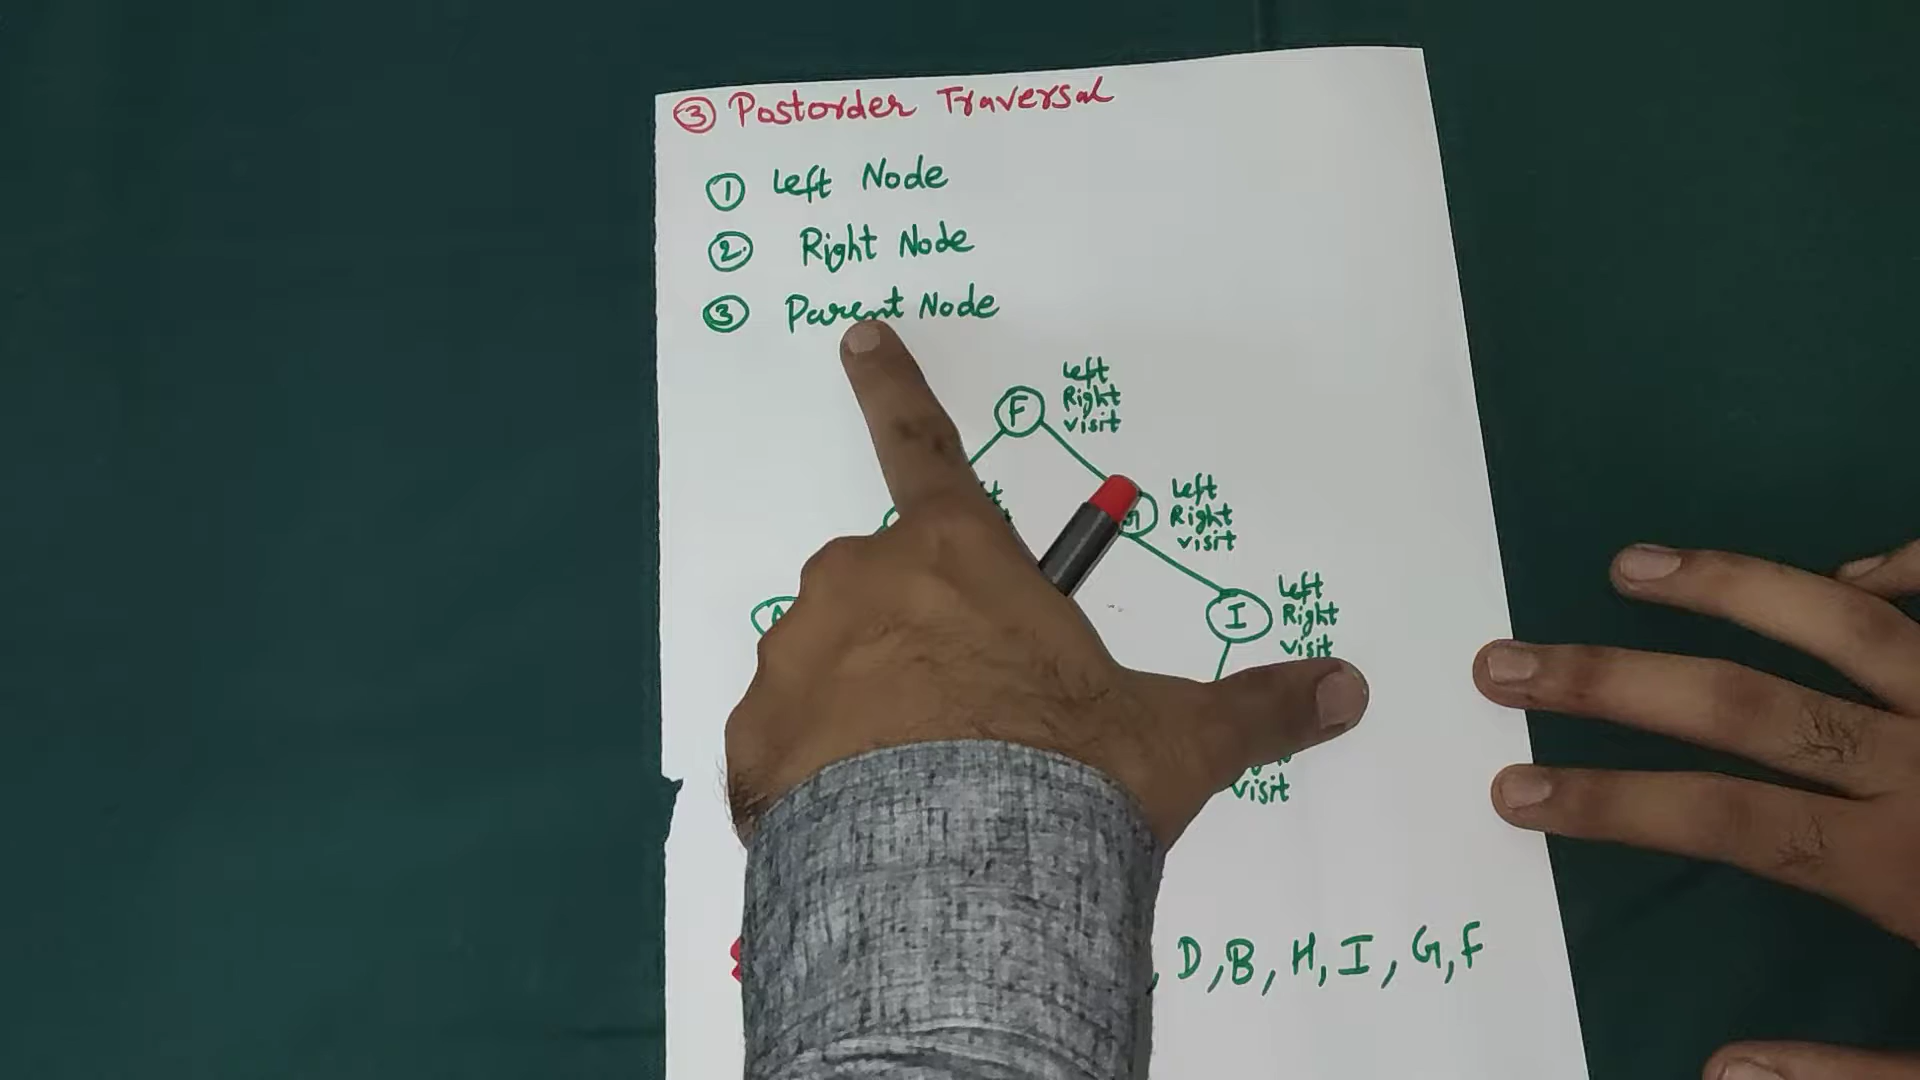 ③ Postorder Traversal
① Left Node
② Right Node
③ Parent Node
F
Left
Right
visit
Left
Right
visit
I
Left
Right
visit
visit
, D, B, H, I, G, F